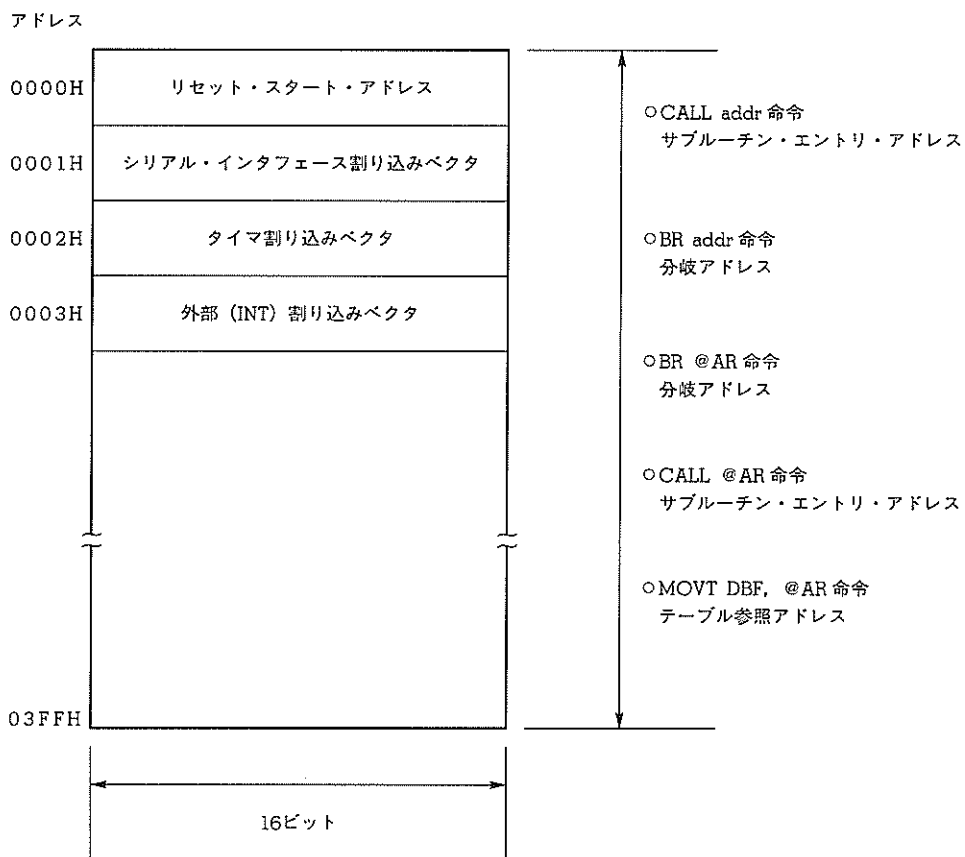 アドレス
0000H リセット・スタート・アドレス
0001H シリアル・インタフェース割り込みベクタ
0002H タイマ割り込みベクタ
0003H 外部（INT）割り込みベクタ
03FFH
16ビット
○CALL addr 命令
サブルーチン・エントリ・アドレス
○BR addr 命令
分岐アドレス
○BR @AR 命令
分岐アドレス
○CALL @AR 命令
サブルーチン・エントリ・アドレス
○MOVT DBF, @AR 命令
テーブル参照アドレス